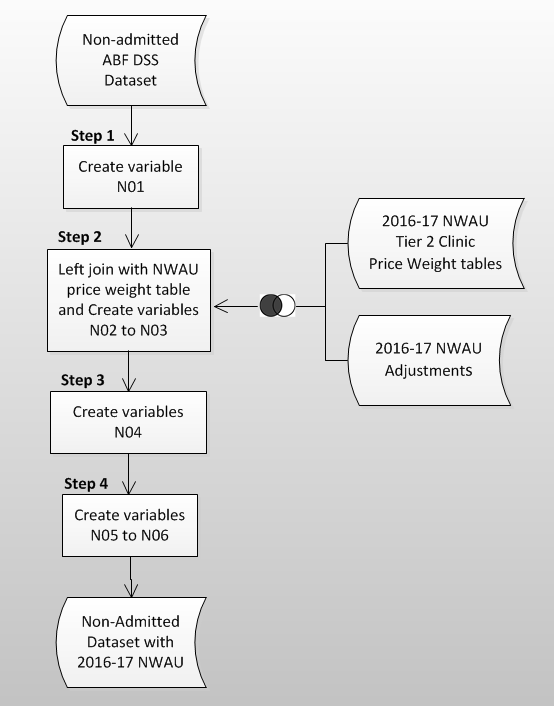 Non-admitted
ABF DSS
Dataset
Step 1
Create variable
N01
Step 2
Left join with NWAU
price weight table
and Create variables
N02 to N03
2016-17 NWAU
Tier 2 Clinic
Price Weight tables
2016-17 NWAU
Adjustments
Step 3
Create variables
N04
Step 4
Create variables
N05 to N06
Non-Admitted
Dataset with
2016-17 NWAU